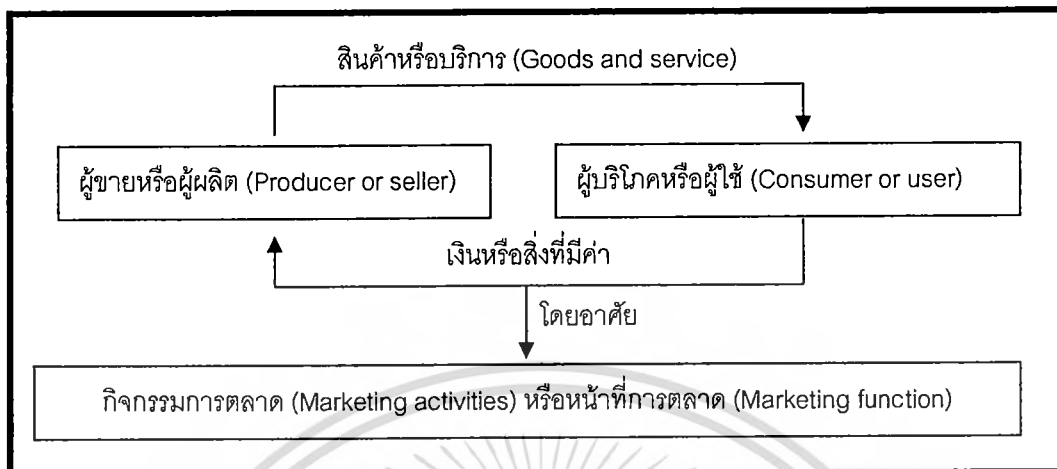 สินค้าหรือบริการ (Goods and service)
ผู้ขายหรือผู้ผลิต (Producer or seller)
ผู้บริโภคหรือผู้ใช้ (Consumer or user)
เงินหรือสิ่งที่มีค่า
โดยอาศัย
กิจกรรมการตลาด (Marketing activities) หรือหน้าที่การตลาด (Marketing function)